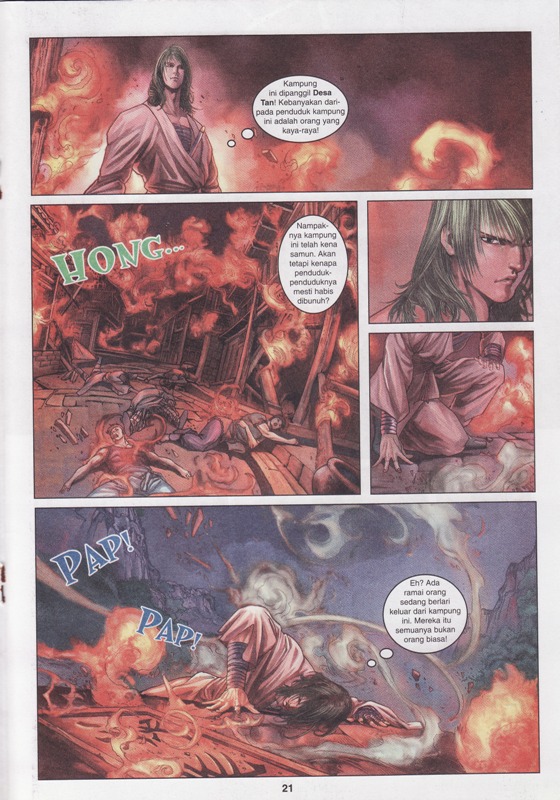 Kampung
ini dipanggil Desa
Tan! Kebanyakan dari-
pada penduduk kampung
ini adalah orang yang
kaya-raya!
HONG...
Nampak-
nya kampung
ini telah kena
samun. Akan
tetapi kenapa
penduduk-
penduduknya
mesti habis
dibunuh?
PAP!
PAP!
Eh? Ada
ramai orang
sedang berlari
keluar dari kampung
ini. Mereka itu
semuanya bukan
orang biasa!
21